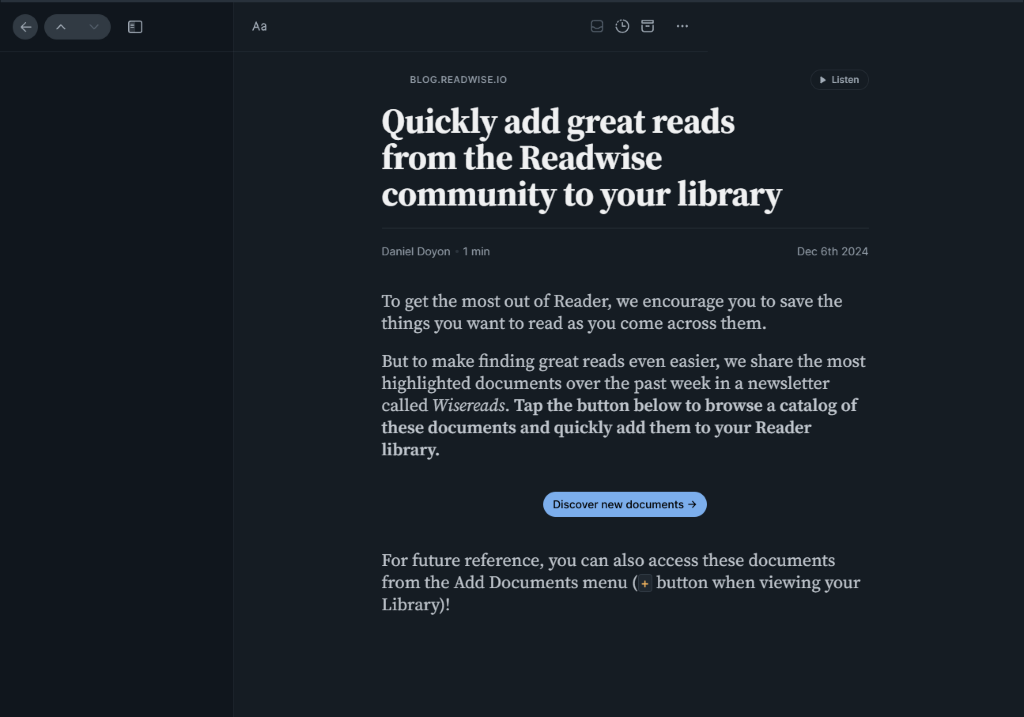 Aa
BLOG.READWISE.IO
Listen
Quickly add great reads
from the Readwise
community to your library
Daniel Doyon · 1 min
Dec 6th 2024
To get the most out of Reader, we encourage you to save the
things you want to read as you come across them.
But to make finding great reads even easier, we share the most
highlighted documents over the past week in a newsletter
called Wisereads. Tap the button below to browse a catalog of
these documents and quickly add them to your Reader
library.
Discover new documents →
For future reference, you can also access these documents
from the Add Documents menu (+ button when viewing your
Library)!